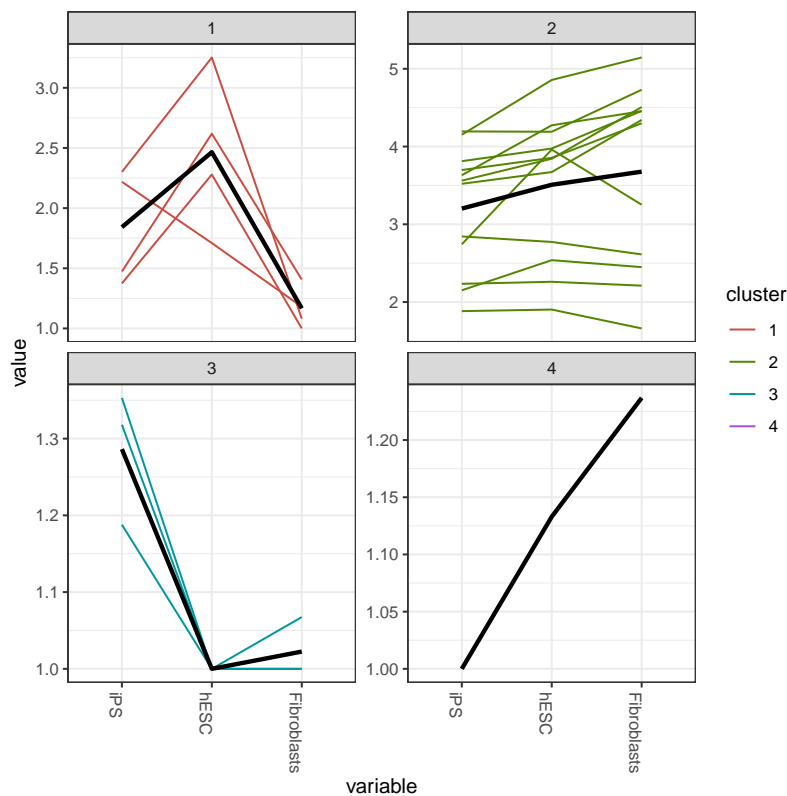 1
2
3.0
2.5
2.0
1.5
1.0
5
4
3
2
value
3
4
1.3
1.2
1.1
1.0
1.20
1.15
1.10
1.05
1.00
iPS
hESC
Fibroblasts
iPS
hESC
Fibroblasts
variable
cluster
1
2
3
4